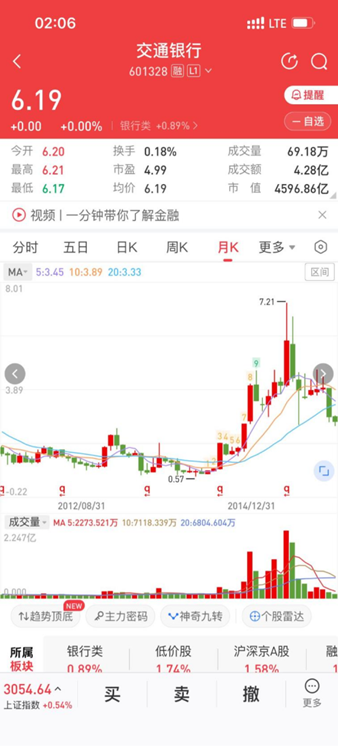 02:06 LTE
交通银行
601328 融 L1
6.19 提醒
+0.00 +0.00% 银行类 +0.89% 一 自选
今开 6.20 换手 0.18% 成交量 69.18万
最高 6.21 市盈 4.99 成交额 4.28亿
最低 6.17 均价 6.19 市 值 4596.86亿
视频 | 一分钟带你了解金融
分时 五日 日K 周K 月K 更多
MA 5:3.45 10:3.89 20:3.33 区间
8.01
7.21
9
8
3.89
7
3 4 5 6
1 2
0.57
-0.22 q q q q q
2012/08/31 2014/12/31
成交量 MA 5:2273.521万 10:7118.339万 20:6804.604万
2.247亿
0.000
趋势顶底 NEW 主力密码 神奇九转 个股雷达
所属 银行类 低价股 沪深京A股 融
板块 0.89% 1.74% 1.58%
3054.64 买 卖 撤
上证指数 +0.54% 更多